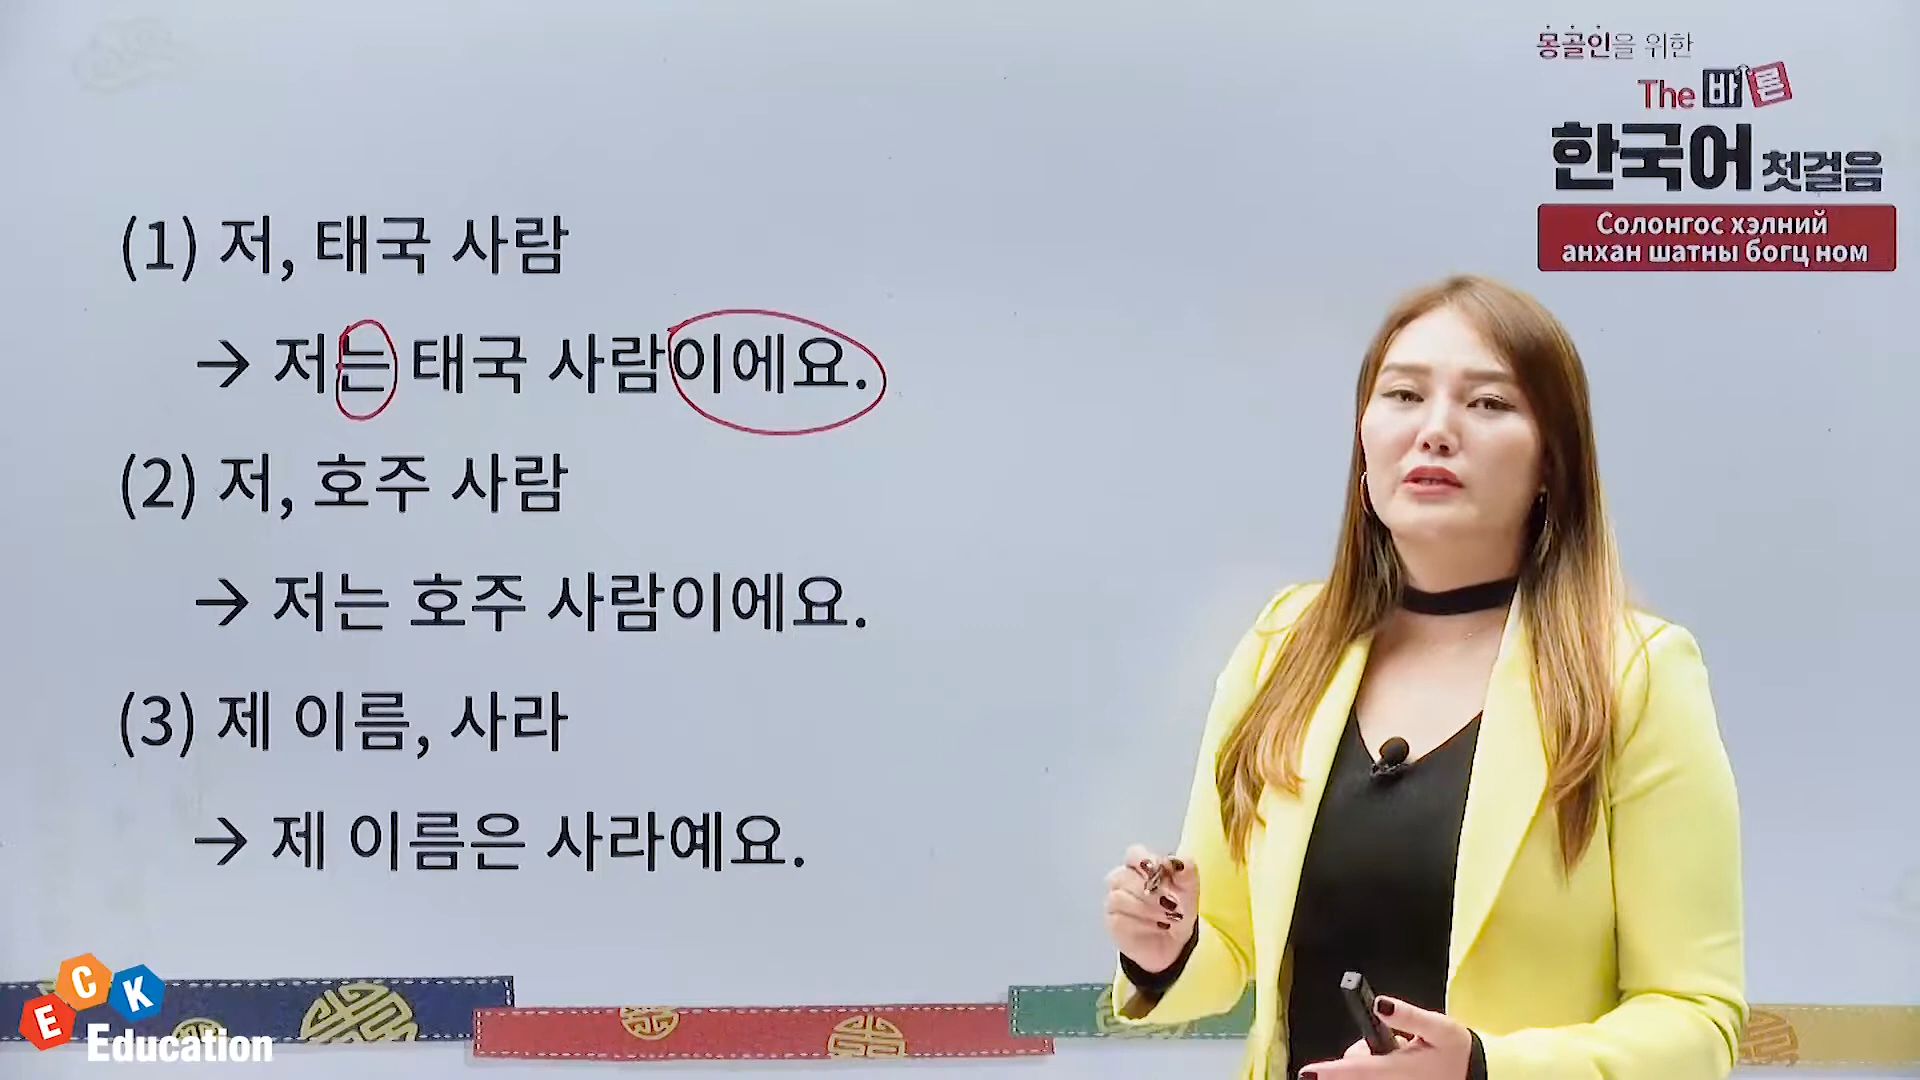 몽골인을 위한
The 바른
한국어 첫걸음
Солонгос хэлний
анхан шатны богц ном
(1) 저, 태국 사람
→ 저는 태국 사람이에요.
(2) 저, 호주 사람
→ 저는 호주 사람이에요.
(3) 제 이름, 사라
→ 제 이름은 사라예요.
ECK
Education